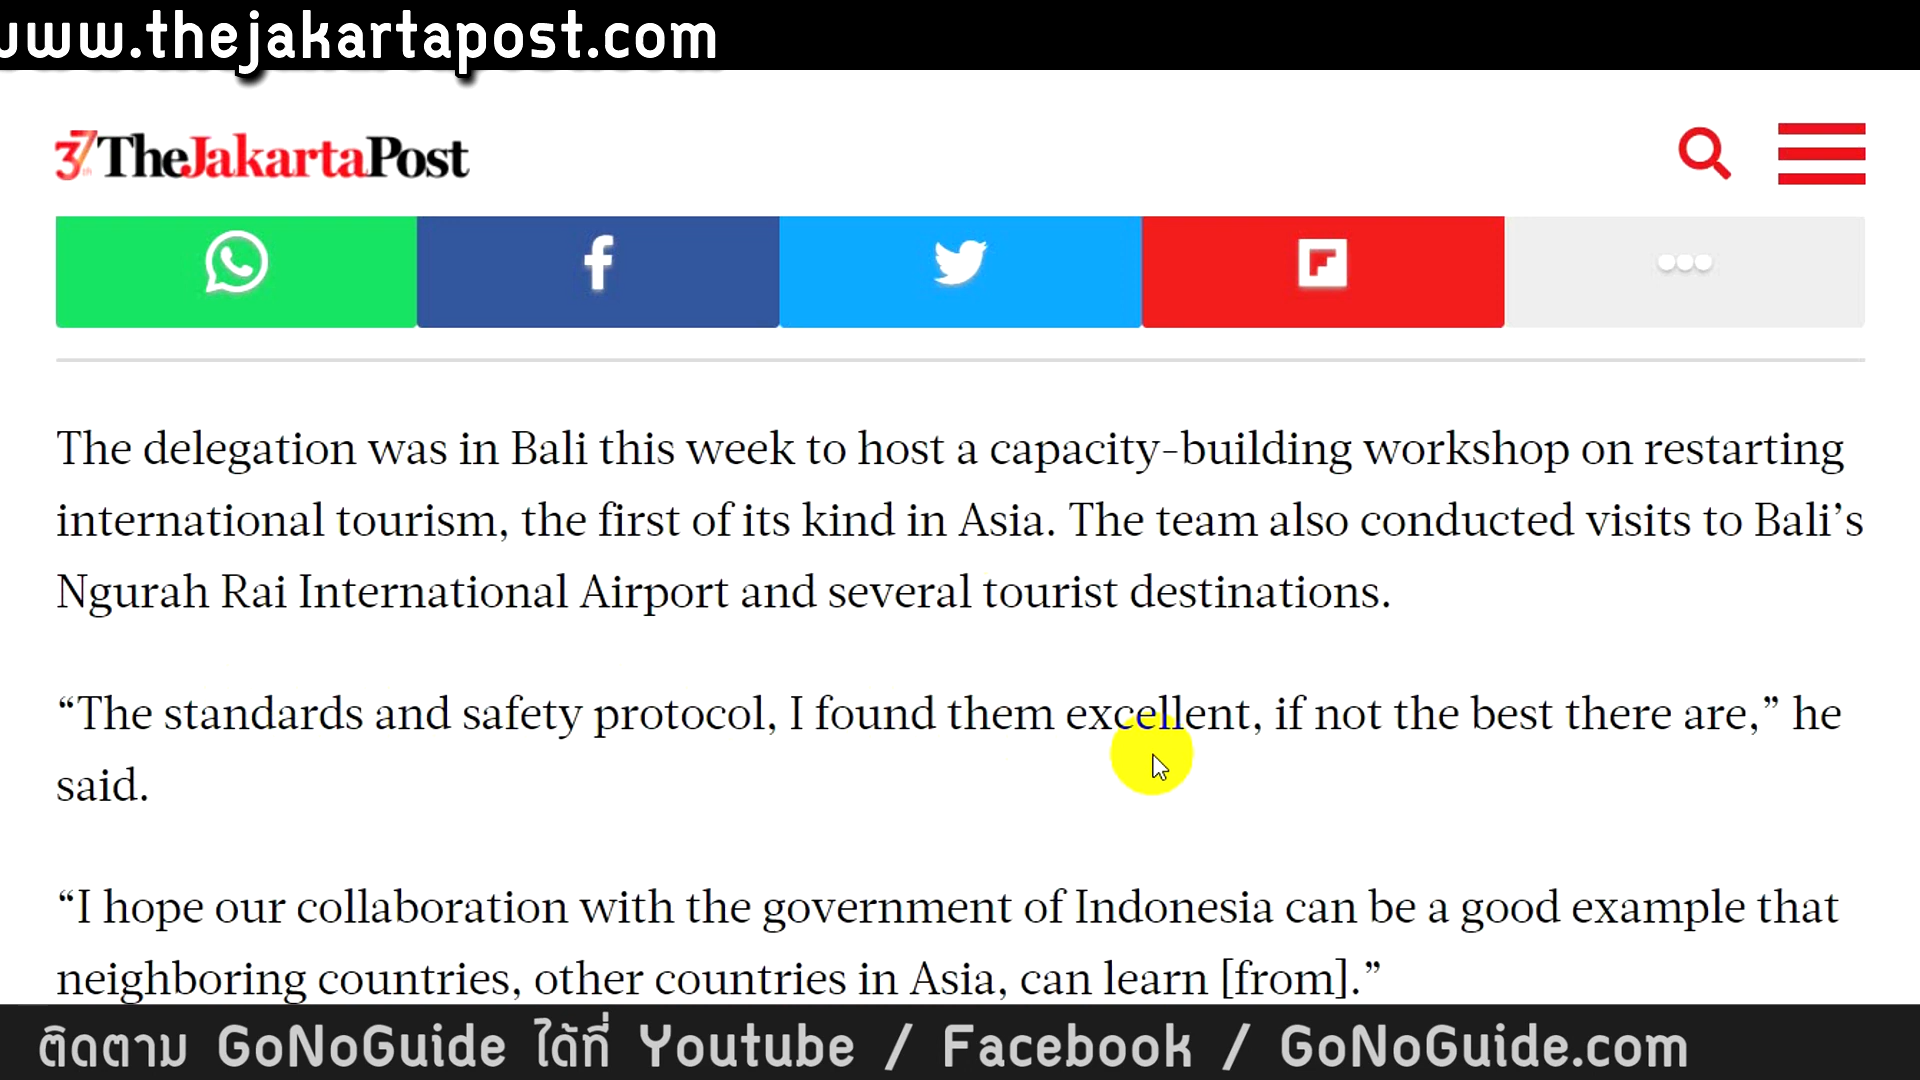 www.thejakartapost.com
37th TheJakartaPost
The delegation was in Bali this week to host a capacity-building workshop on restarting
international tourism, the first of its kind in Asia. The team also conducted visits to Bali’s
Ngurah Rai International Airport and several tourist destinations.
“The standards and safety protocol, I found them excellent, if not the best there are,” he
said.
“I hope our collaboration with the government of Indonesia can be a good example that
neighboring countries, other countries in Asia, can learn [from].”
ติดตาม GoNoGuide ได้ที่ Youtube / Facebook / GoNoGuide.com